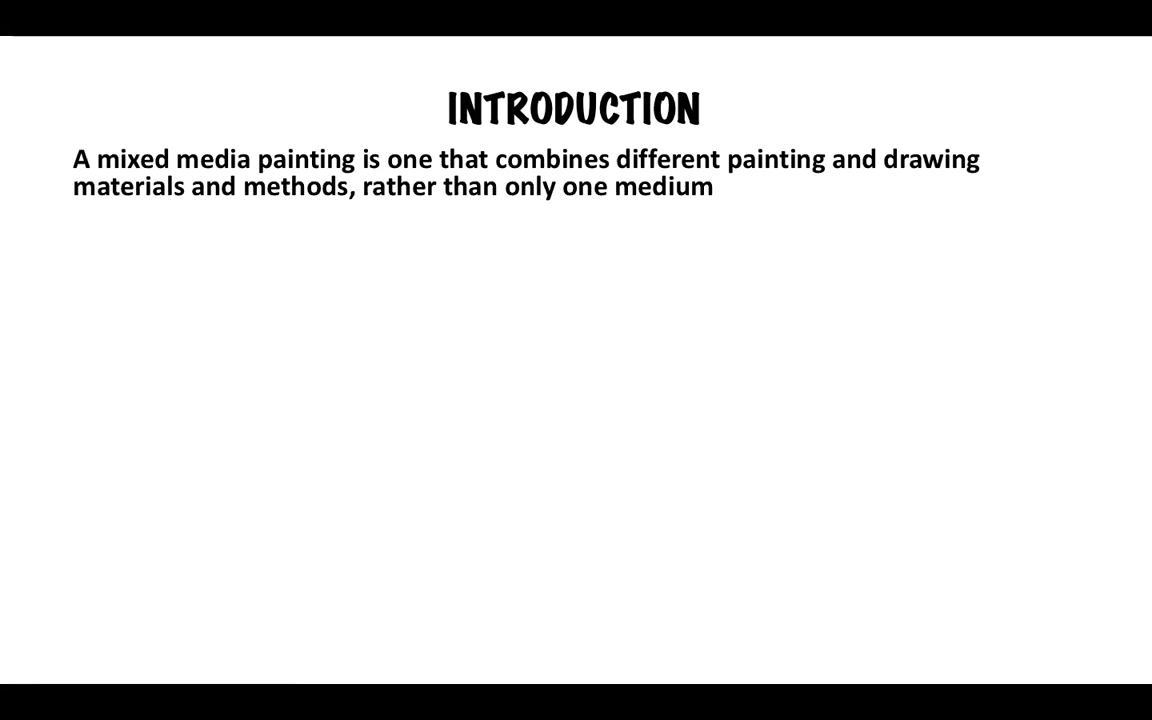 INTRODUCTION
A mixed media painting is one that combines different painting and drawing
materials and methods, rather than only one medium